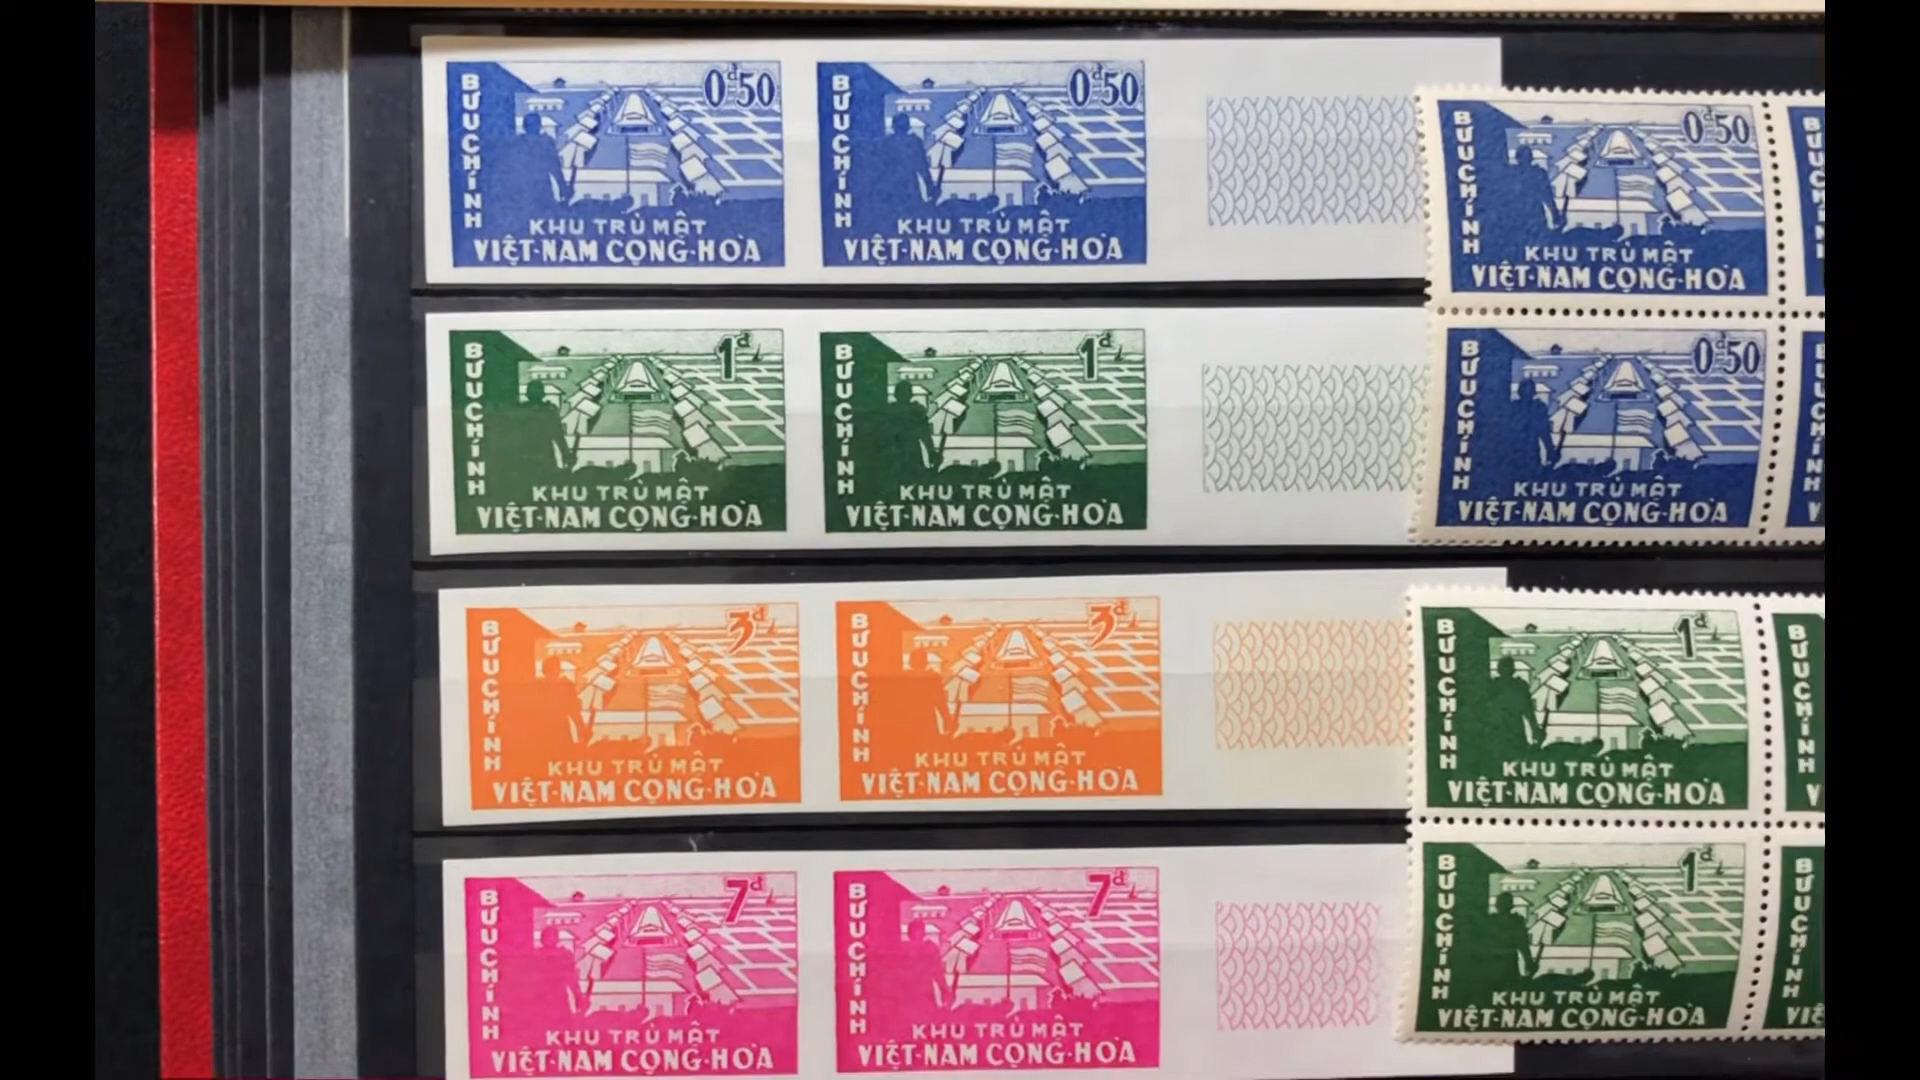 BƯU CHÍNH
0đ50
KHU TRÙ MẬT
VIỆT-NAM CỘNG-HÒA
BƯU CHÍNH
0đ50
KHU TRÙ MẬT
VIỆT-NAM CỘNG-HÒA
BƯU CHÍNH
0đ50
KHU TRÙ MẬT
VIỆT-NAM CỘNG-HÒA
BƯU CHÍNH
1đ
KHU TRÙ MẬT
VIỆT-NAM CỘNG-HÒA
BƯU CHÍNH
1đ
KHU TRÙ MẬT
VIỆT-NAM CỘNG-HÒA
BƯU CHÍNH
0đ50
KHU TRÙ MẬT
VIỆT-NAM CỘNG-HÒA
BƯU CHÍNH
3đ
KHU TRÙ MẬT
VIỆT-NAM CỘNG-HÒA
BƯU CHÍNH
3đ
KHU TRÙ MẬT
VIỆT-NAM CỘNG-HÒA
BƯU CHÍNH
1đ
KHU TRÙ MẬT
VIỆT-NAM CỘNG-HÒA
BƯU CHÍNH
BƯU CHÍNH
7đ
KHU TRÙ MẬT
VIỆT-NAM CỘNG-HÒA
BƯU CHÍNH
7đ
KHU TRÙ MẬT
VIỆT-NAM CỘNG-HÒA
BƯU CHÍNH
1đ
KHU TRÙ MẬT
VIỆT-NAM CỘNG-HÒA
BƯU CHÍNH